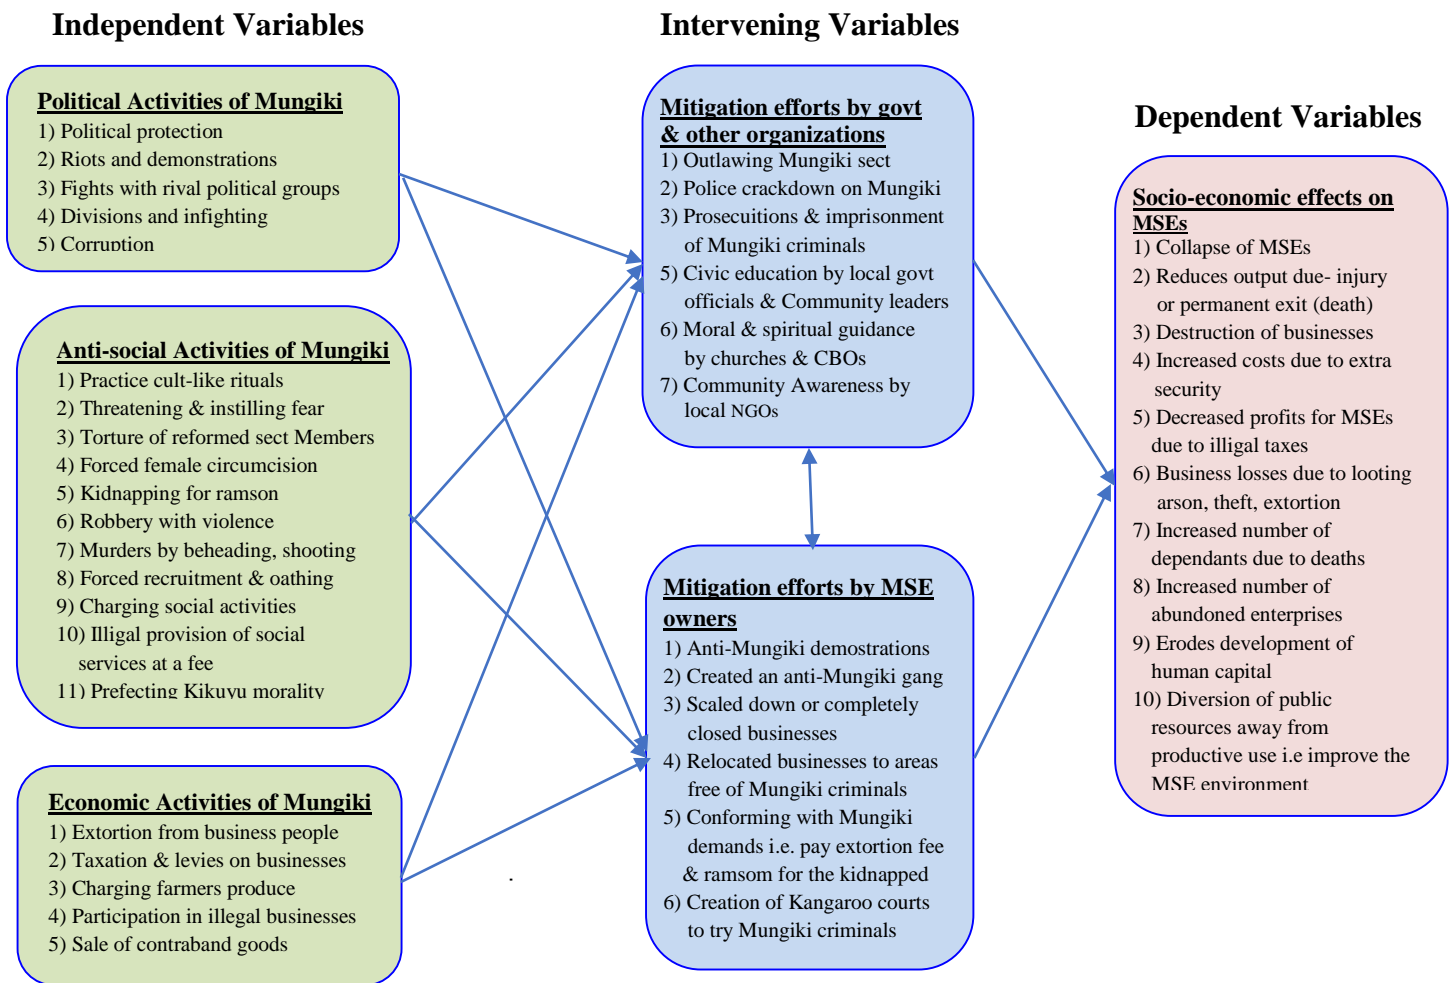 Independent Variables
Political Activities of Mungiki
1) Political protection
2) Riots and demonstrations
3) Fights with rival political groups
4) Divisions and infighting
5) Corruption
Anti-social Activities of Mungiki
1) Practice cult-like rituals
2) Threatening & instilling fear
3) Torture of reformed sect Members
4) Forced female circumcision
5) Kidnapping for ramson
6) Robbery with violence
7) Murders by beheading, shooting
8) Forced recruitment & oathing
9) Charging social activities
10) Illigal provision of social
services at a fee
11) Prefecting Kikuyu morality
Economic Activities of Mungiki
1) Extortion from business people
2) Taxation & levies on businesses
3) Charging farmers produce
4) Participation in illegal businesses
5) Sale of contraband goods
Intervening Variables
Mitigation efforts by govt
& other organizations
1) Outlawing Mungiki sect
2) Police crackdown on Mungiki
3) Prosecuitions & imprisonment
of Mungiki criminals
5) Civic education by local govt
officials & Community leaders
6) Moral & spiritual guidance
by churches & CBOs
7) Community Awareness by
local NGOs
Mitigation efforts by MSE
owners
1) Anti-Mungiki demostrations
2) Created an anti-Mungiki gang
3) Scaled down or completely
closed businesses
4) Relocated businesses to areas
free of Mungiki criminals
5) Conforming with Mungiki
demands i.e. pay extortion fee
& ramsom for the kidnapped
6) Creation of Kangaroo courts
to try Mungiki criminals
.
Dependent Variables
Socio-economic effects on
MSEs
1) Collapse of MSEs
2) Reduces output due- injury
or permanent exit (death)
3) Destruction of businesses
4) Increased costs due to extra
security
5) Decreased profits for MSEs
due to illigal taxes
6) Business losses due to looting
arson, theft, extortion
7) Increased number of
dependants due to deaths
8) Increased number of
abundoned enterprises
9) Erodes development of
human capital
10) Diversion of public
resources away from
productive use i.e improve the
MSE environment